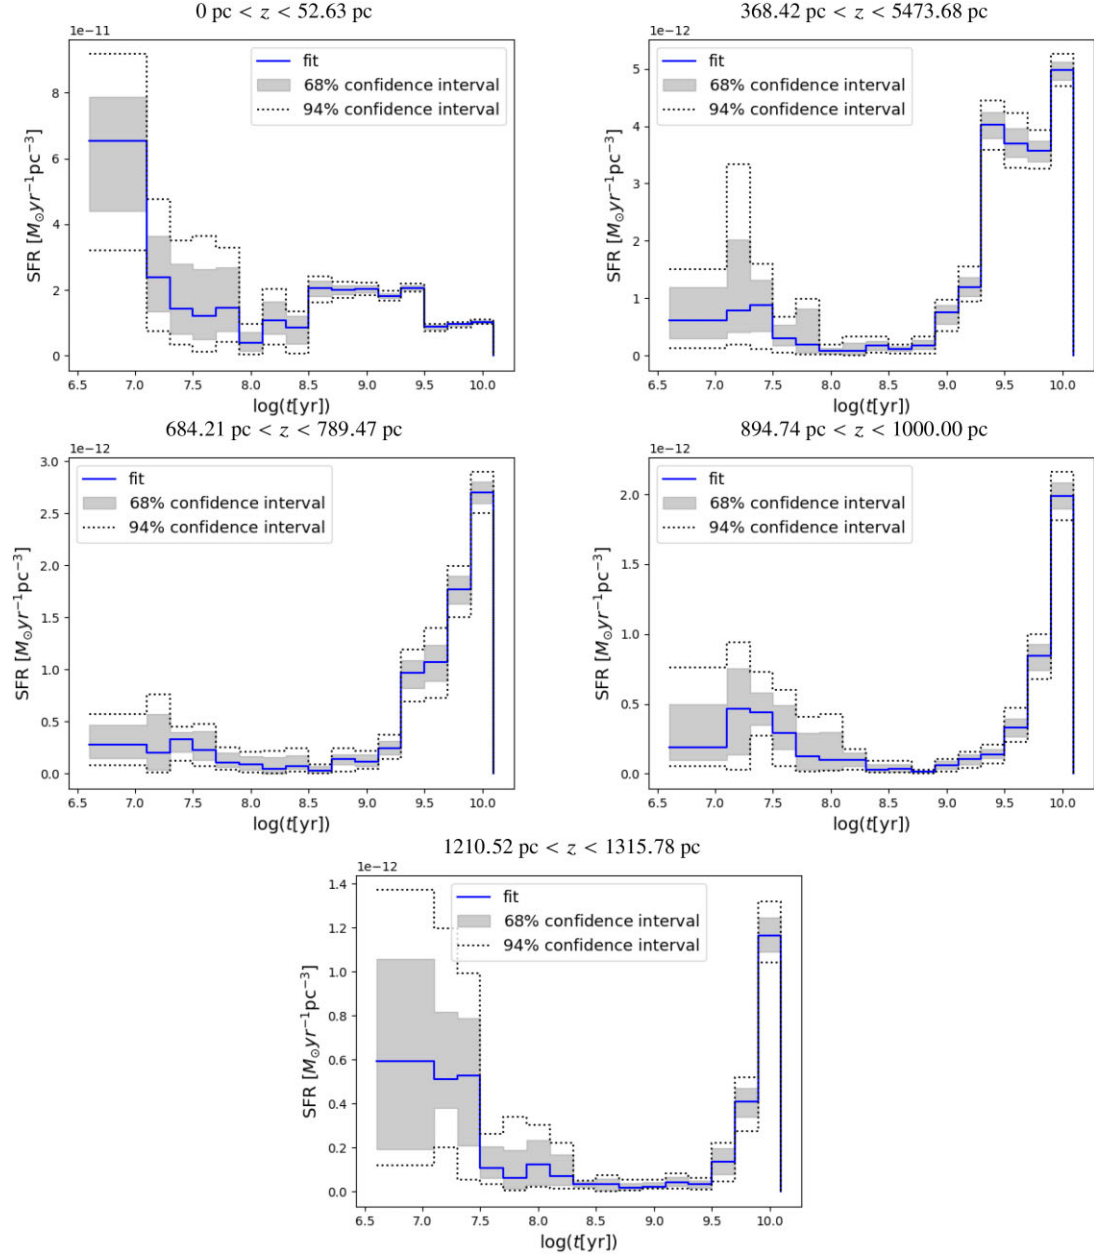 0 pc < z < 52.63 pc
1e−11
fit
68% confidence interval
94% confidence interval
SFR [M⊙yr−1pc−3]
8
6
4
2
0
6.5 7.0 7.5 8.0 8.5 9.0 9.5 10.0
log(t[yr])
368.42 pc < z < 5473.68 pc
1e−12
fit
68% confidence interval
94% confidence interval
SFR [M⊙yr−1pc−3]
5
4
3
2
1
0
6.5 7.0 7.5 8.0 8.5 9.0 9.5 10.0
log(t[yr])
684.21 pc < z < 789.47 pc
1e−12
fit
68% confidence interval
94% confidence interval
SFR [M⊙yr−1pc−3]
3.0
2.5
2.0
1.5
1.0
0.5
0.0
6.5 7.0 7.5 8.0 8.5 9.0 9.5 10.0
log(t[yr])
894.74 pc < z < 1000.00 pc
1e−12
fit
68% confidence interval
94% confidence interval
SFR [M⊙yr−1pc−3]
2.0
1.5
1.0
0.5
0.0
6.5 7.0 7.5 8.0 8.5 9.0 9.5 10.0
log(t[yr])
1210.52 pc < z < 1315.78 pc
1e−12
fit
68% confidence interval
94% confidence interval
SFR [M⊙yr−1pc−3]
1.4
1.2
1.0
0.8
0.6
0.4
0.2
0.0
6.5 7.0 7.5 8.0 8.5 9.0 9.5 10.0
log(t[yr])